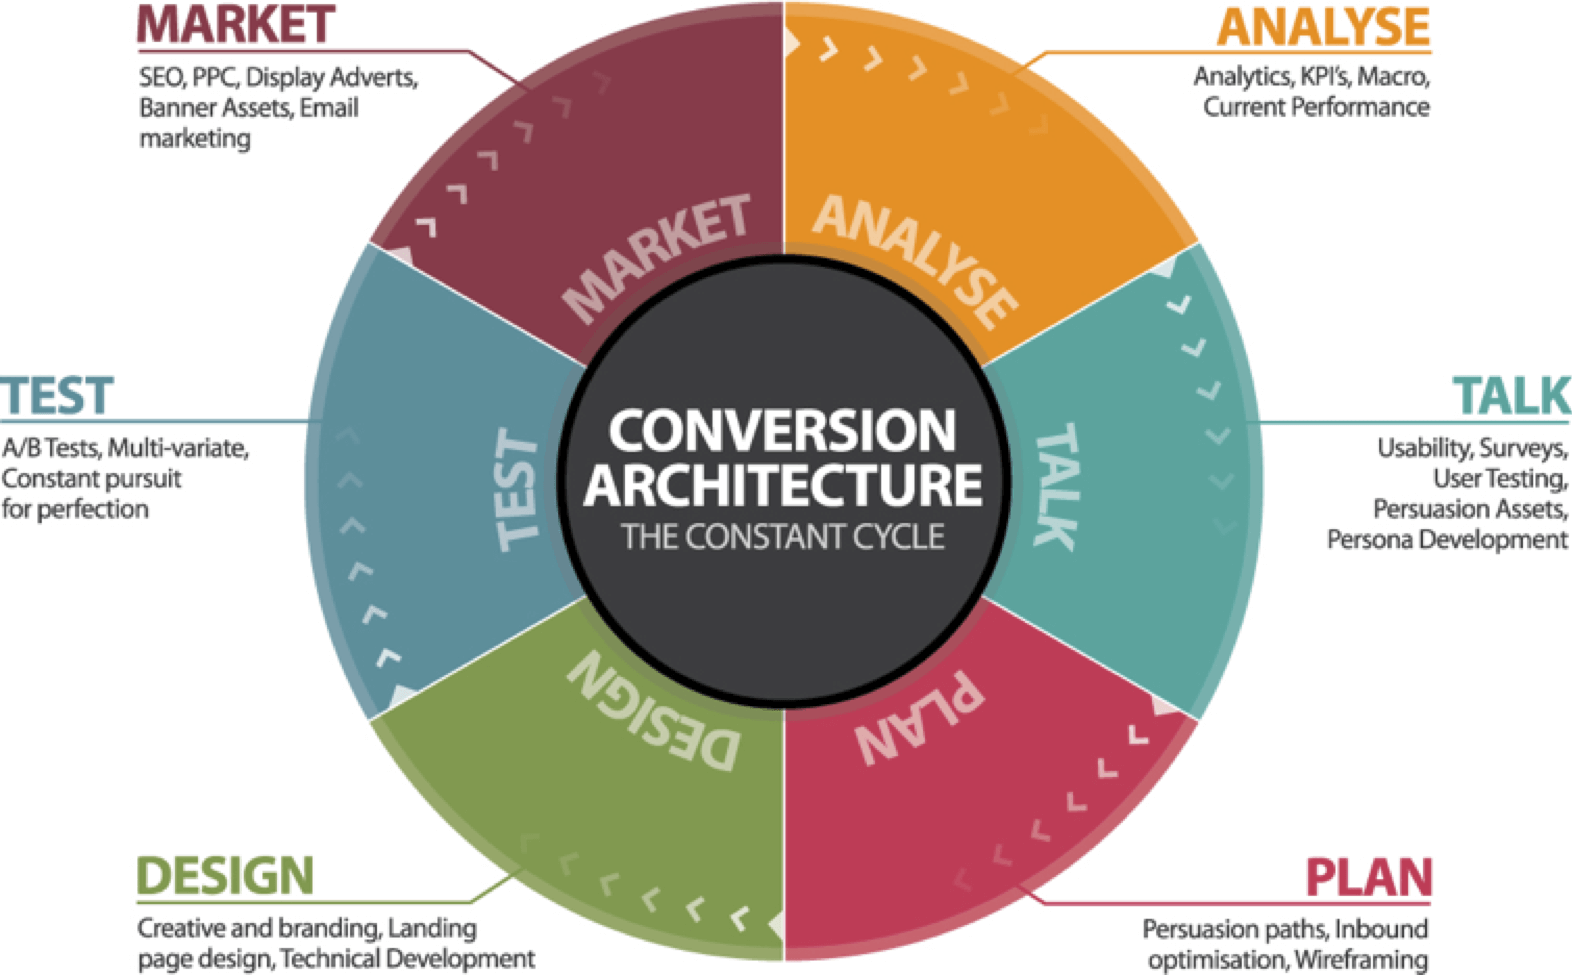 MARKET
SEO, PPC, Display Adverts,
Banner Assets, Email
marketing
ANALYSE
Analytics, KPI's, Macro,
Current Performance
MARKET
ANALYSE
TEST
A/B Tests, Multi-variate,
Constant pursuit
for perfection
TEST
CONVERSION
ARCHITECTURE
THE CONSTANT CYCLE
TALK
TALK
Usability, Surveys,
User Testing,
Persuasion Assets,
Persona Development
DESIGN
PLAN
DESIGN
Creative and branding, Landing
page design, Technical Development
PLAN
Persuasion paths, Inbound
optimisation, Wireframing